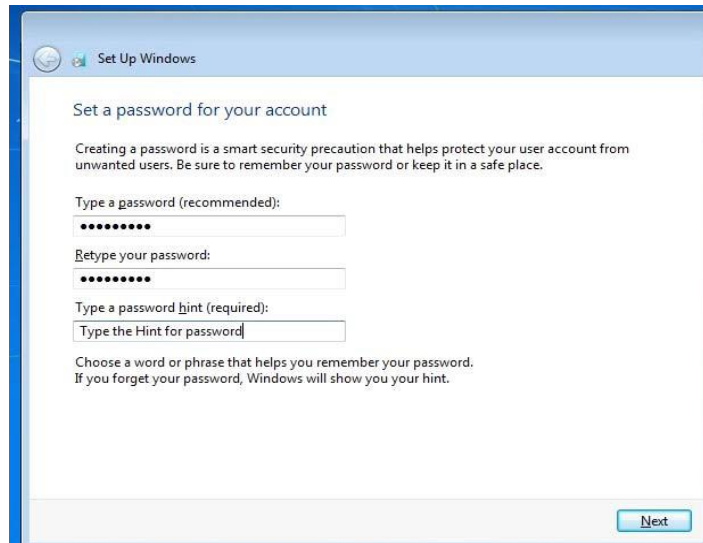 Set Up Windows
Set a password for your account
Creating a password is a smart security precaution that helps protect your user account from
unwanted users. Be sure to remember your password or keep it in a safe place.
Type a password (recommended):
●●●●●●●●●
Retype your password:
●●●●●●●●●
Type a password hint (required):
Type the Hint for password
Choose a word or phrase that helps you remember your password.
If you forget your password, Windows will show you your hint.
Next